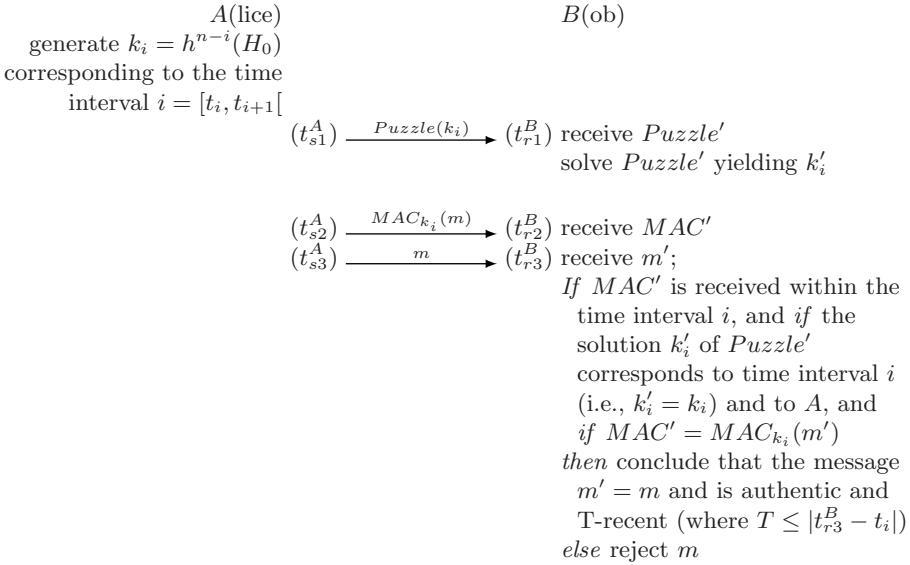 A(lice) B(ob)
generate k_i = h^{n−i}(H_0)
corresponding to the time
interval i = [t_i, t_{i+1}[
(t^A_{s1}) Puzzle(k_i) (t^B_{r1}) receive Puzzle′
solve Puzzle′ yielding k′_i
(t^A_{s2}) MAC_{k_i}(m) (t^B_{r2}) receive MAC′
(t^A_{s3}) m (t^B_{r3}) receive m′;
If MAC′ is received within the
time interval i, and if the
solution k′_i of Puzzle′
corresponds to time interval i
(i.e., k′_i = k_i) and to A, and
if MAC′ = MAC_{k_i}(m′)
then conclude that the message
m′ = m and is authentic and
T-recent (where T ≤ |t^B_{r3} − t_i|)
else reject m